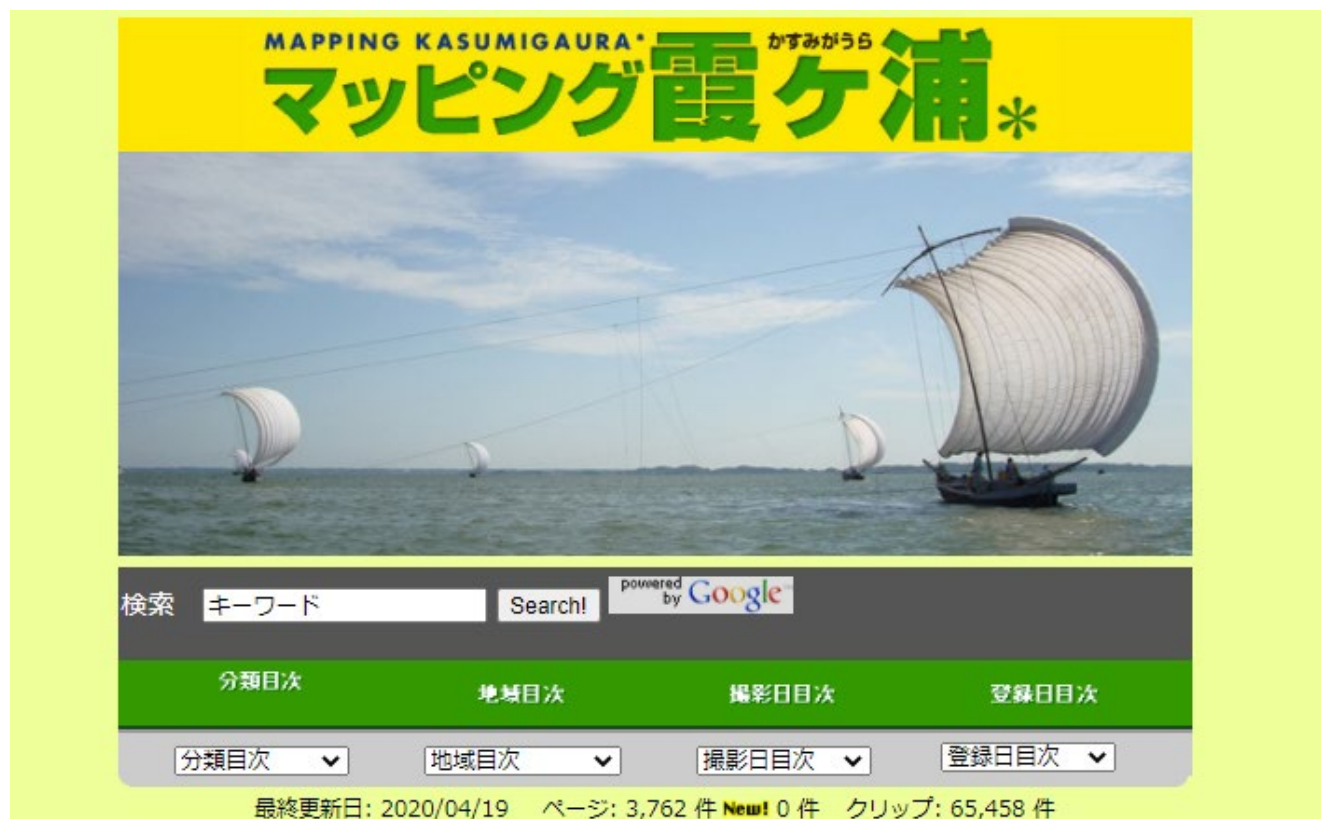 MAPPING KASUMIGAURA*
かすみがうら
マッピング霞ケ浦*
検索 キーワード Search! powered by Google™
分類目次 地域目次 撮影日目次 登録日目次
分類目次 地域目次 撮影日目次 登録日目次
最終更新日: 2020/04/19 ページ: 3,762 件 New! 0 件 クリップ: 65,458 件